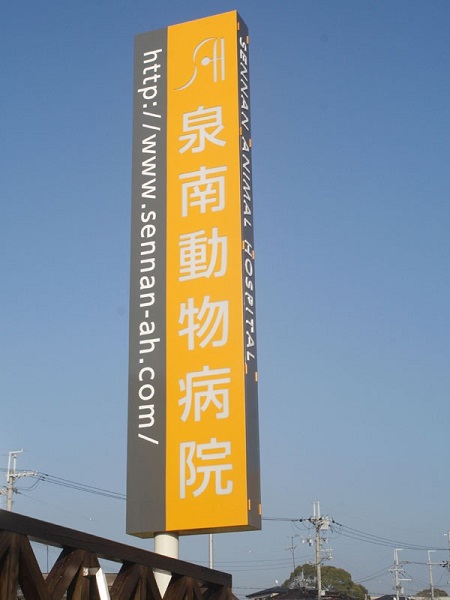 http://www.sennan-ah.com/
泉南動物病院
SENNAN ANIMAL HOSPITAL